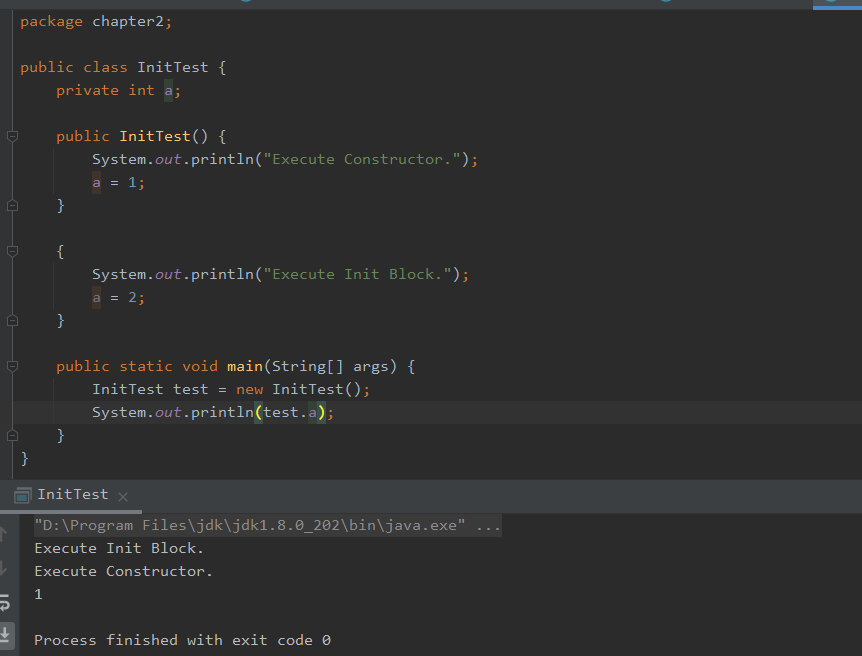 package chapter2;
public class InitTest {
private int a;
public InitTest() {
System.out.println("Execute Constructor.");
a = 1;
}
{
System.out.println("Execute Init Block.");
a = 2;
}
public static void main(String[] args) {
InitTest test = new InitTest();
System.out.println(test.a);
}
}
InitTest
"D:\Program Files\jdk\jdk1.8.0_202\bin\java.exe" ...
Execute Init Block.
Execute Constructor.
1
Process finished with exit code 0